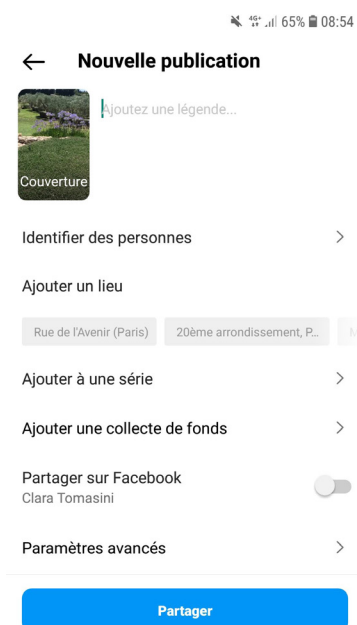 4G+ 65% 08:54
Nouvelle publication
Ajoutez une légende...
Couverture
Identifier des personnes
Ajouter un lieu
Rue de l'Avenir (Paris) 20ème arrondissement, P...
Ajouter à une série
Ajouter une collecte de fonds
Partager sur Facebook
Clara Tomasini
Paramètres avancés
Partager